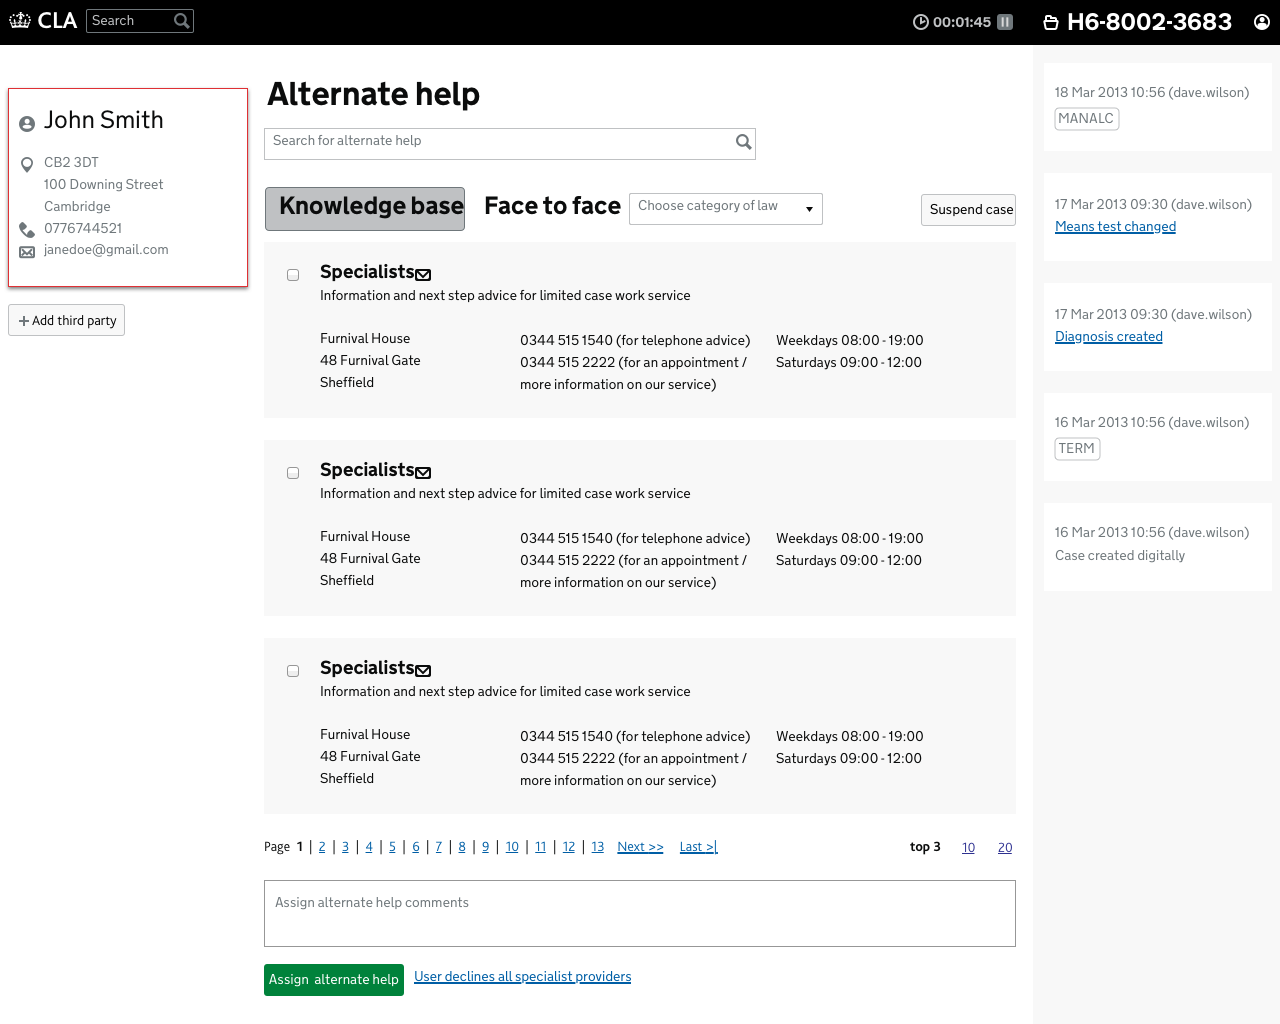 CLA
Search
00:01:45
H6-8002-3683
John Smith
CB2 3DT
100 Downing Street
Cambridge
0776744521
janedoe@gmail.com
Add third party
Alternate help
Search for alternate help
Knowledge base
Face to face
Choose category of law
Suspend case
Specialists
Information and next step advice for limited case work service
Furnival House
48 Furnival Gate
Sheffield
0344 515 1540 (for telephone advice)
0344 515 2222 (for an appointment /
more information on our service)
Weekdays 08:00 - 19:00
Saturdays 09:00 - 12:00
Specialists
Information and next step advice for limited case work service
Furnival House
48 Furnival Gate
Sheffield
0344 515 1540 (for telephone advice)
0344 515 2222 (for an appointment /
more information on our service)
Weekdays 08:00 - 19:00
Saturdays 09:00 - 12:00
Specialists
Information and next step advice for limited case work service
Furnival House
48 Furnival Gate
Sheffield
0344 515 1540 (for telephone advice)
0344 515 2222 (for an appointment /
more information on our service)
Weekdays 08:00 - 19:00
Saturdays 09:00 - 12:00
Page 1 | 2 | 3 | 4 | 5 | 6 | 7 | 8 | 9 | 10 | 11 | 12 | 13 Next >> Last >|
top 3 10 20
Assign alternate help comments
Assign alternate help
User declines all specialist providers
18 Mar 2013 10:56 (dave.wilson)
MANALC
17 Mar 2013 09:30 (dave.wilson)
Means test changed
17 Mar 2013 09:30 (dave.wilson)
Diagnosis created
16 Mar 2013 10:56 (dave.wilson)
TERM
16 Mar 2013 10:56 (dave.wilson)
Case created digitally